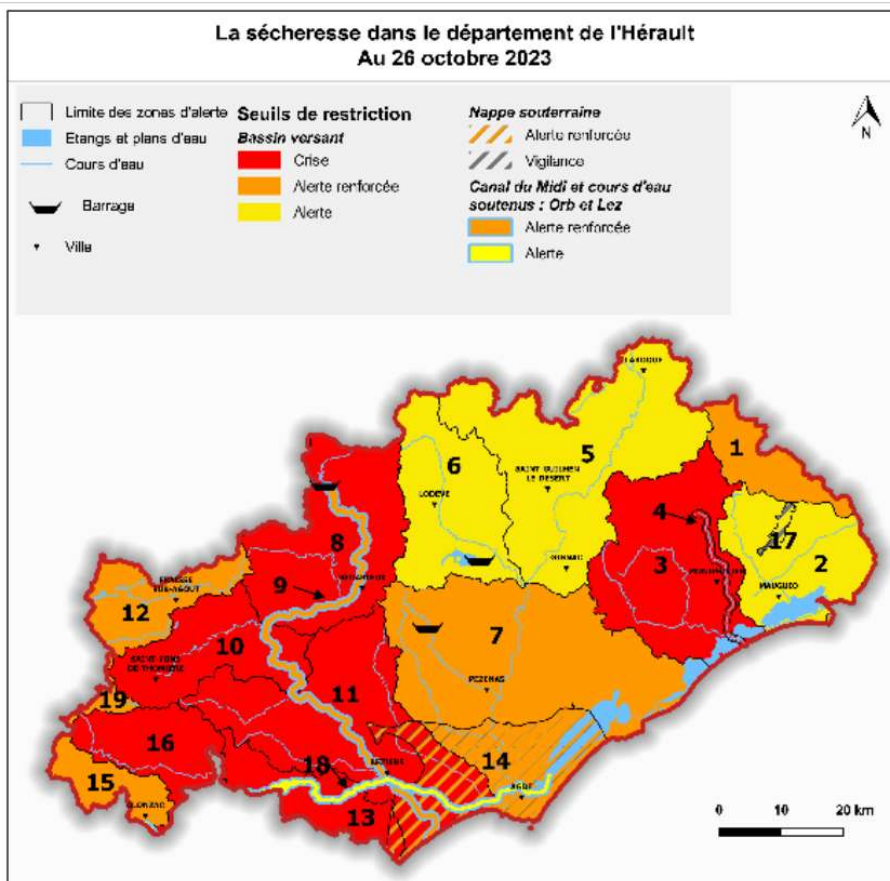 La sécheresse dans le département de l'Hérault
Au 26 octobre 2023
Limite des zones d'alerte
Etangs et plans d'eau
Cours d'eau
Barrage
Ville
Seuils de restriction
Bassin versant
Crise
Alerte renforcée
Alerte
Nappe souterraine
Alerte renforcée
Vigilance
Canal du Midi et cours d'eau
soutenus : Orb et Lez
Alerte renforcée
Alerte
N
LAROQUE
1
5
6
SAINT GUILHEM
LE DESERT
LODEVE
4
17
8
2
GIGNAC
3
MAUGUIO
9
12
7
10
PEZENAS
19
11
16
14
BEZIERS
15
18
AGDE
OLONZAC
13
0 10 20 km